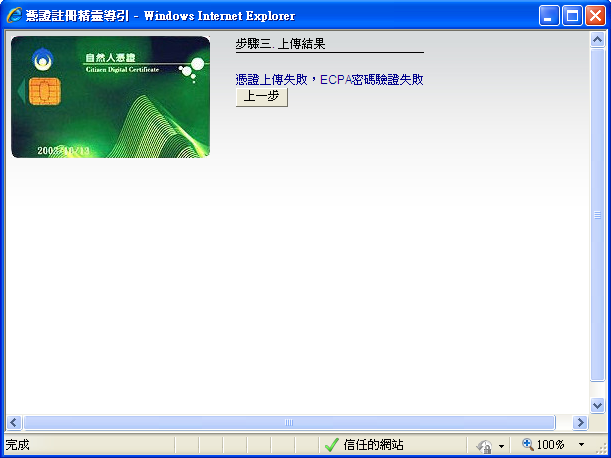 憑證註冊精靈導引 - Windows Internet Explorer
自然人憑證
Citizen Digital Certificate
2003/10/13
步驟三. 上傳結果
憑證上傳失敗，ECPA密碼驗證失敗
上一步
完成
信任的網站
100%